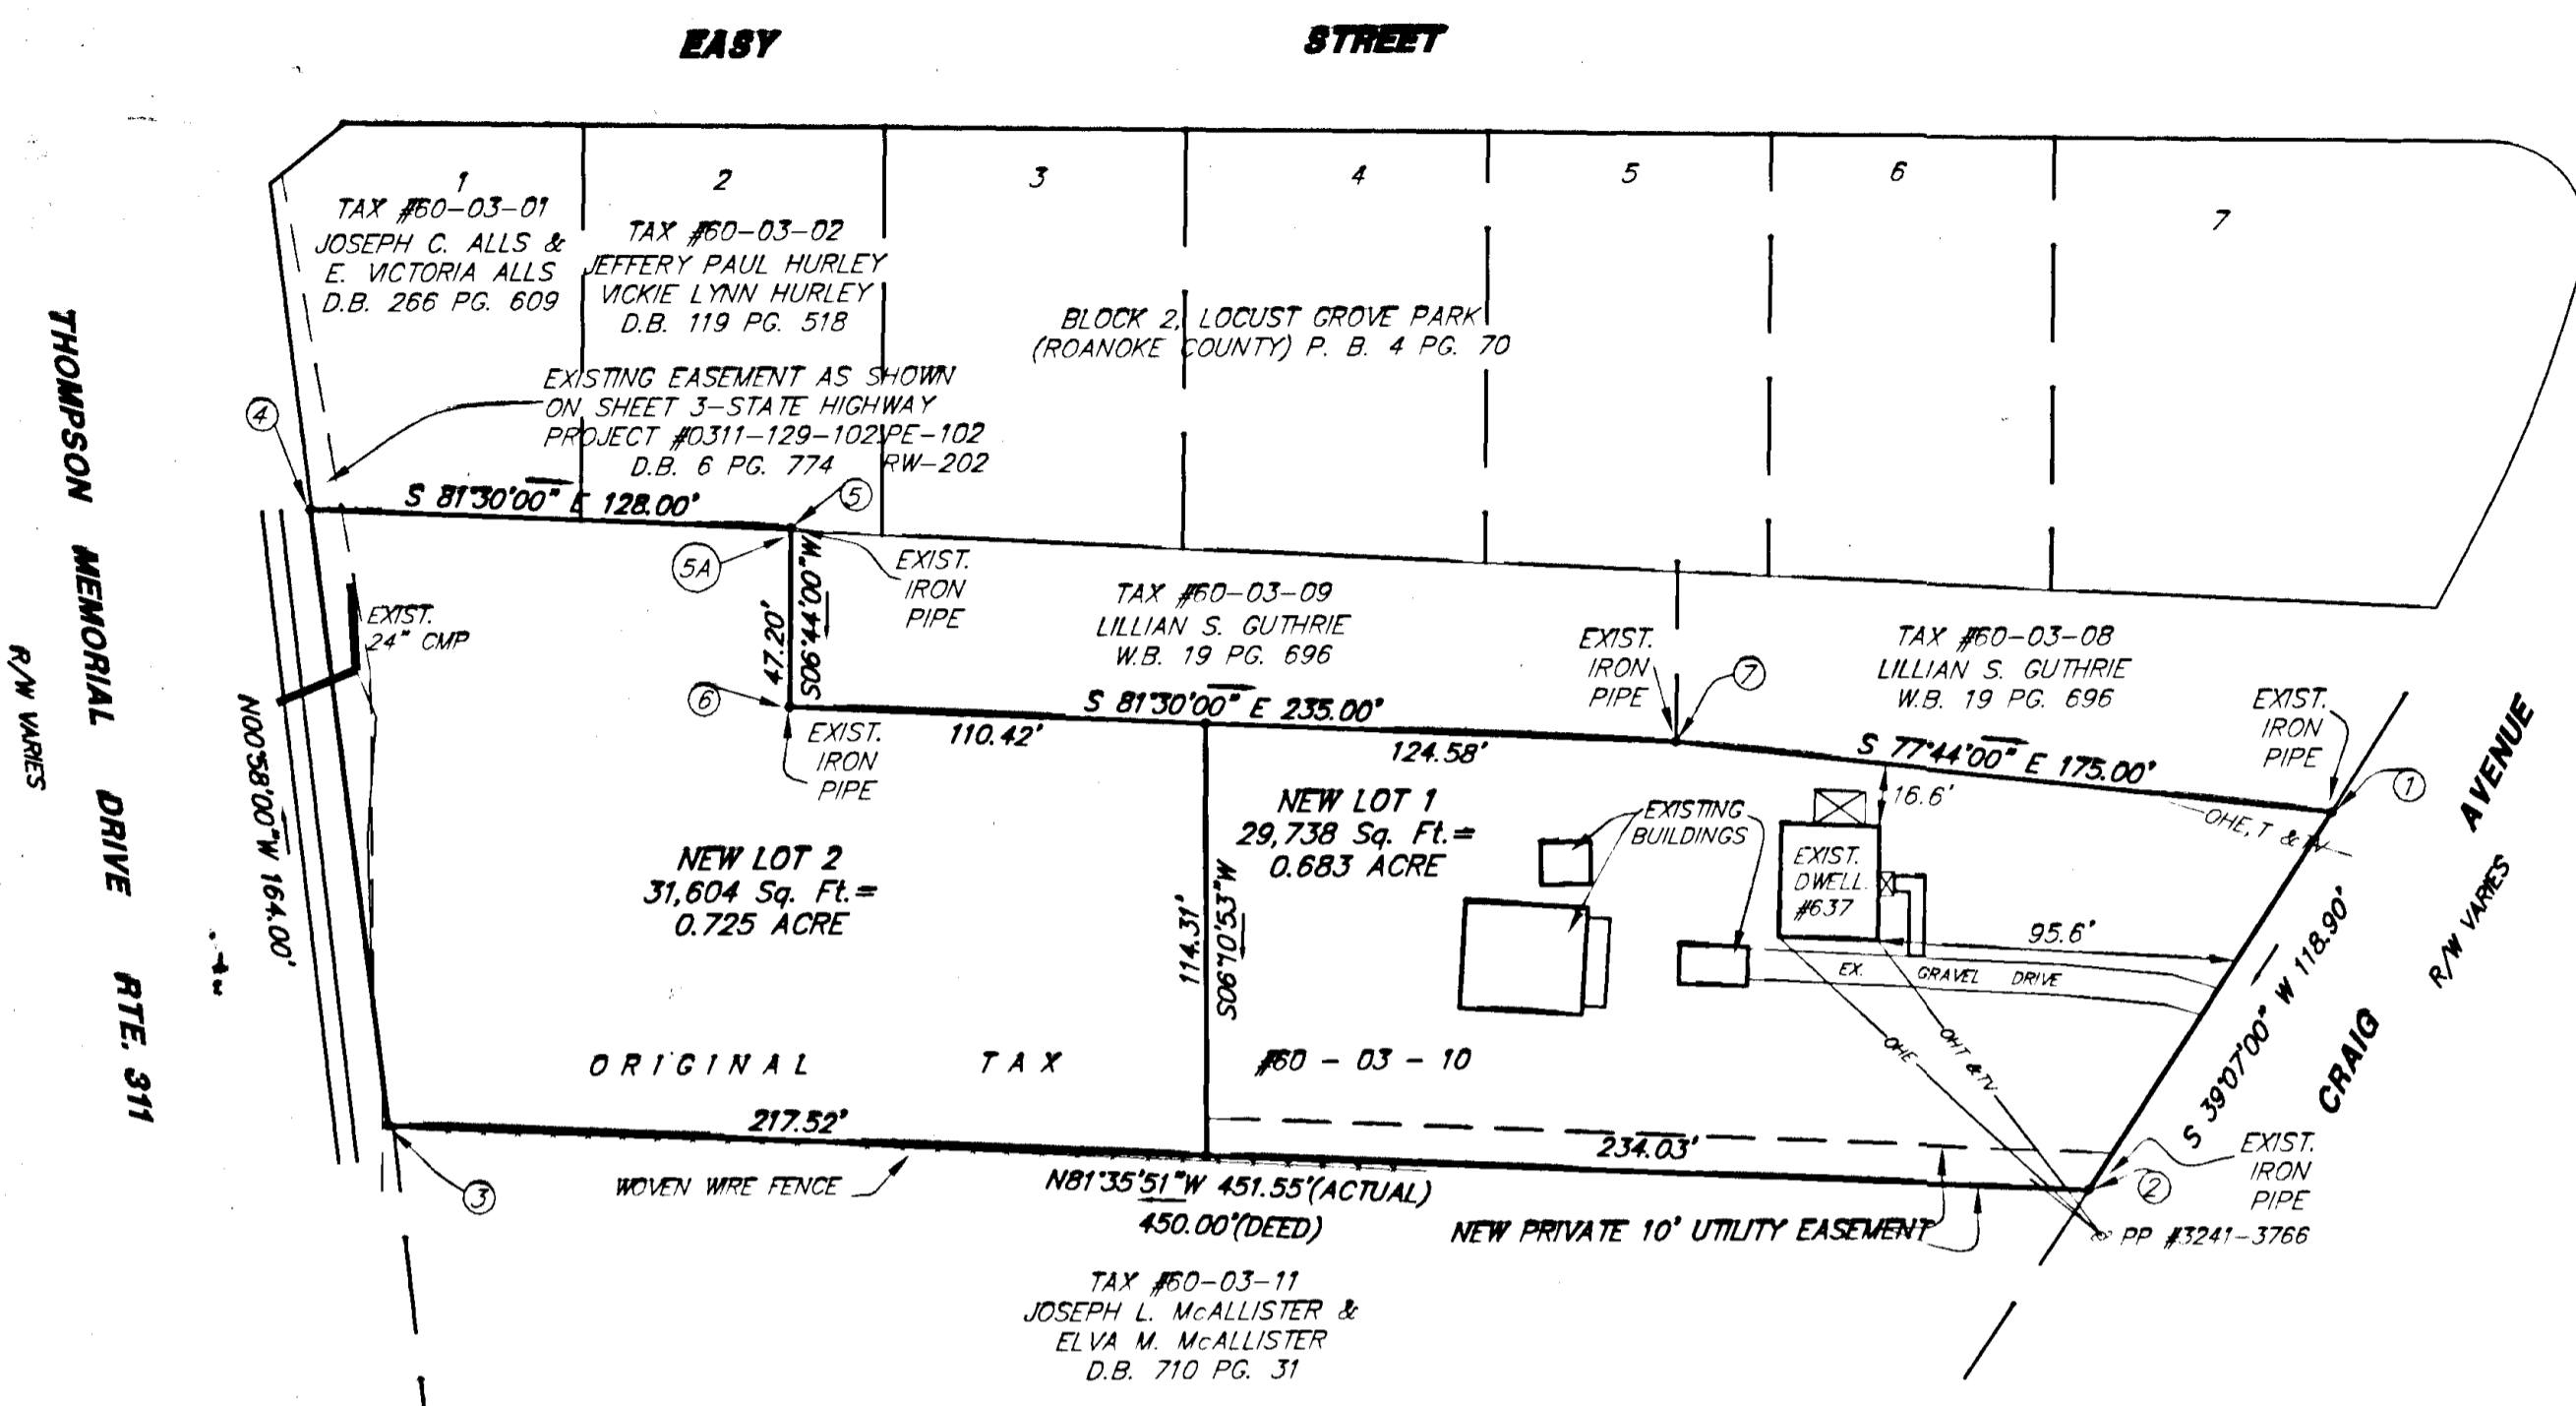 EASY STREET
1
TAX #60-03-01
JOSEPH C. ALLS &
E. VICTORIA ALLS
D.B. 266 PG. 609
2
TAX #60-03-02
JEFFERY PAUL HURLEY
VICKIE LYNN HURLEY
D.B. 119 PG. 518
3
4
5
6
7
BLOCK 2, LOCUST GROVE PARK
(ROANOKE COUNTY) P. B. 4 PG. 70
EXISTING EASEMENT AS SHOWN
ON SHEET 3-STATE HIGHWAY
PROJECT #0311-129-102 PE-102
D.B. 6 PG. 774 RW-202
THOMPSON MEMORIAL DRIVE RTE. 311
R/W VARIES
N00°58'00"W 164.00'
4
S 81°30'00" E 128.00'
5
5A
EXIST.
IRON
PIPE
EXIST.
24" CMP
47.20'
S06°44'00"W
6
EXIST.
IRON
PIPE
TAX #60-03-09
LILLIAN S. GUTHRIE
W.B. 19 PG. 696
S 81°30'00" E 235.00'
110.42'
124.58'
EXIST.
IRON
PIPE
7
TAX #60-03-08
LILLIAN S. GUTHRIE
W.B. 19 PG. 696
S 77°44'00" E 175.00'
EXIST.
IRON
PIPE
1
OHE, T & TV
16.6'
NEW LOT 1
29,738 Sq. Ft.=
0.683 ACRE
EXISTING
BUILDINGS
EXIST.
DWELL.
#637
95.6'
EX. GRAVEL DRIVE
NEW LOT 2
31,604 Sq. Ft.=
0.725 ACRE
114.31'
S06°10'53"W
ORIGINAL TAX #60-03-10
OHE
OHT & TV
S 39°07'00" W 118.90'
CRAIG AVENUE
R/W VARIES
217.52'
234.03'
WOVEN WIRE FENCE
3
N81°35'51"W 451.55'(ACTUAL)
450.00'(DEED)
NEW PRIVATE 10' UTILITY EASEMENT
2
EXIST.
IRON
PIPE
PP #3241-3766
TAX #60-03-11
JOSEPH L. McALLISTER &
ELVA M. McALLISTER
D.B. 710 PG. 31